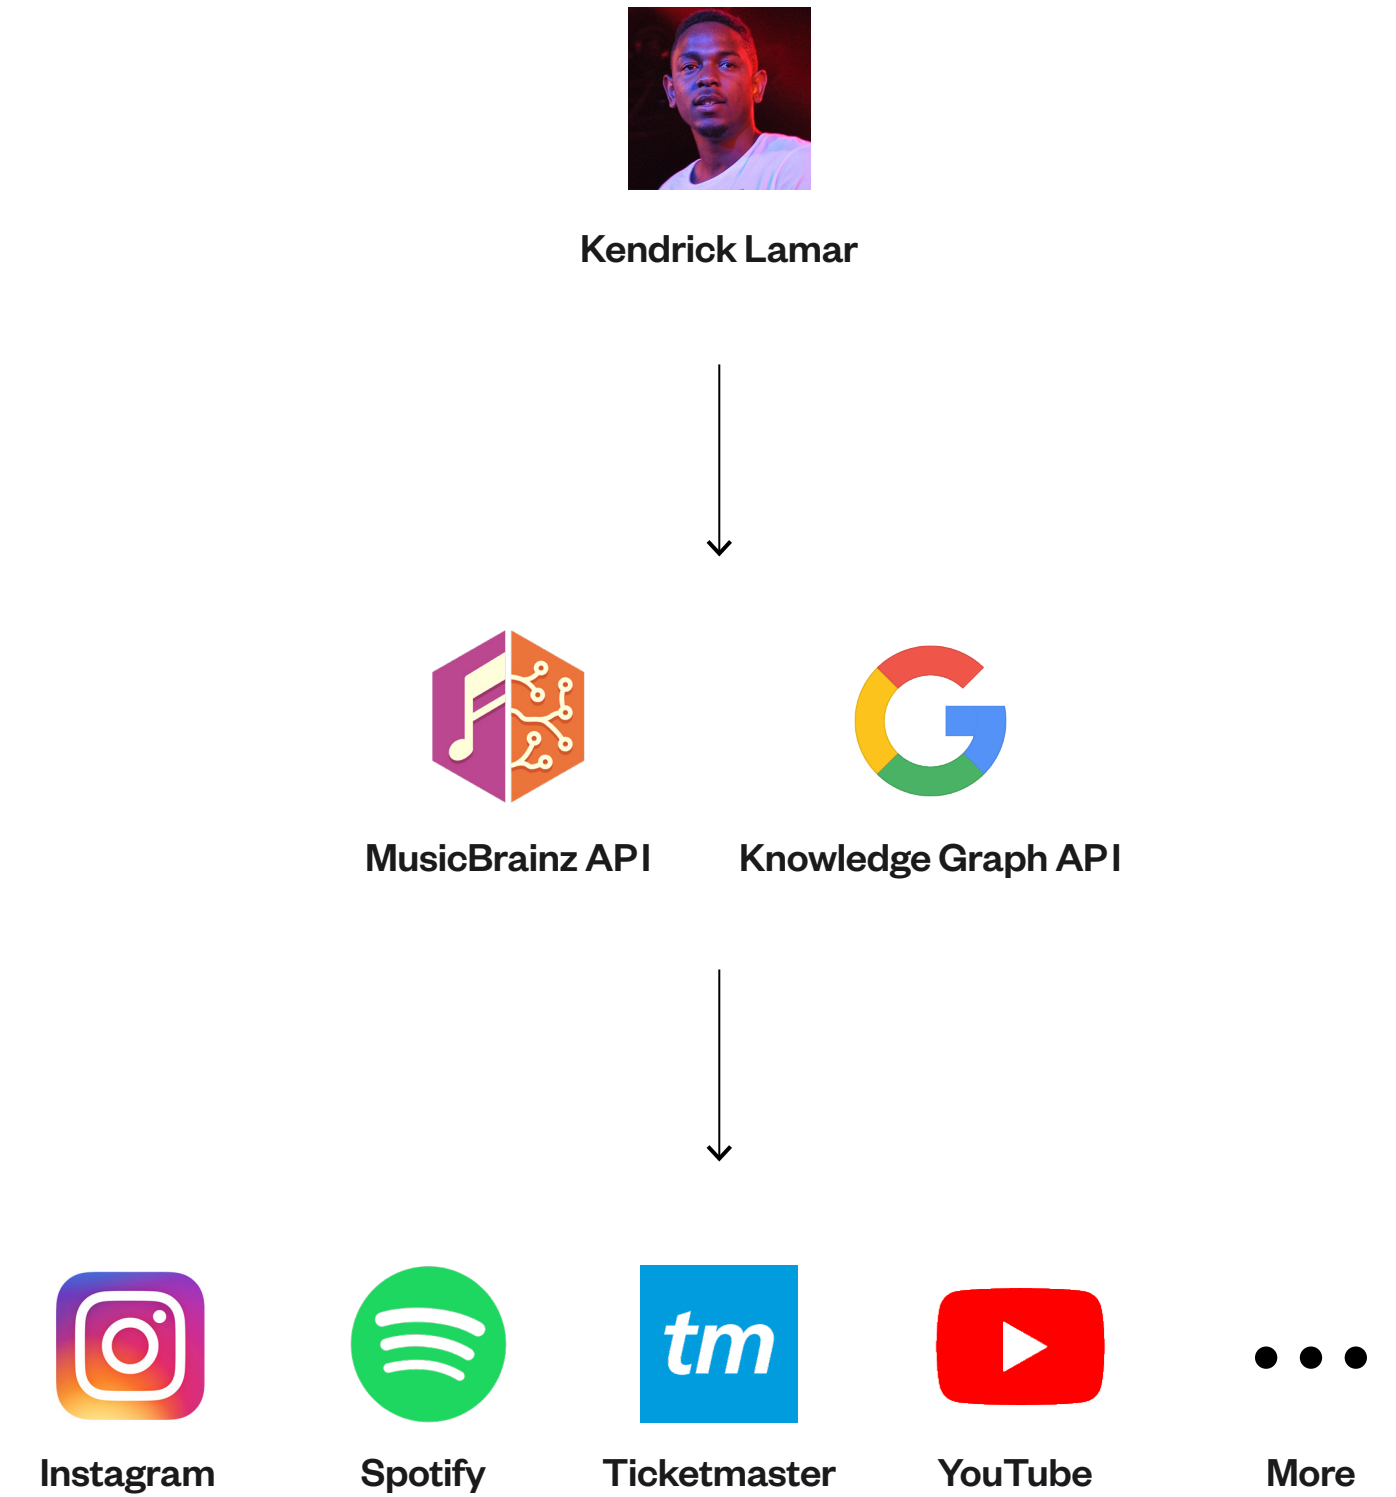 Kendrick Lamar
MusicBrainz API
Knowledge Graph API
tm
Instagram
Spotify
Ticketmaster
YouTube
More